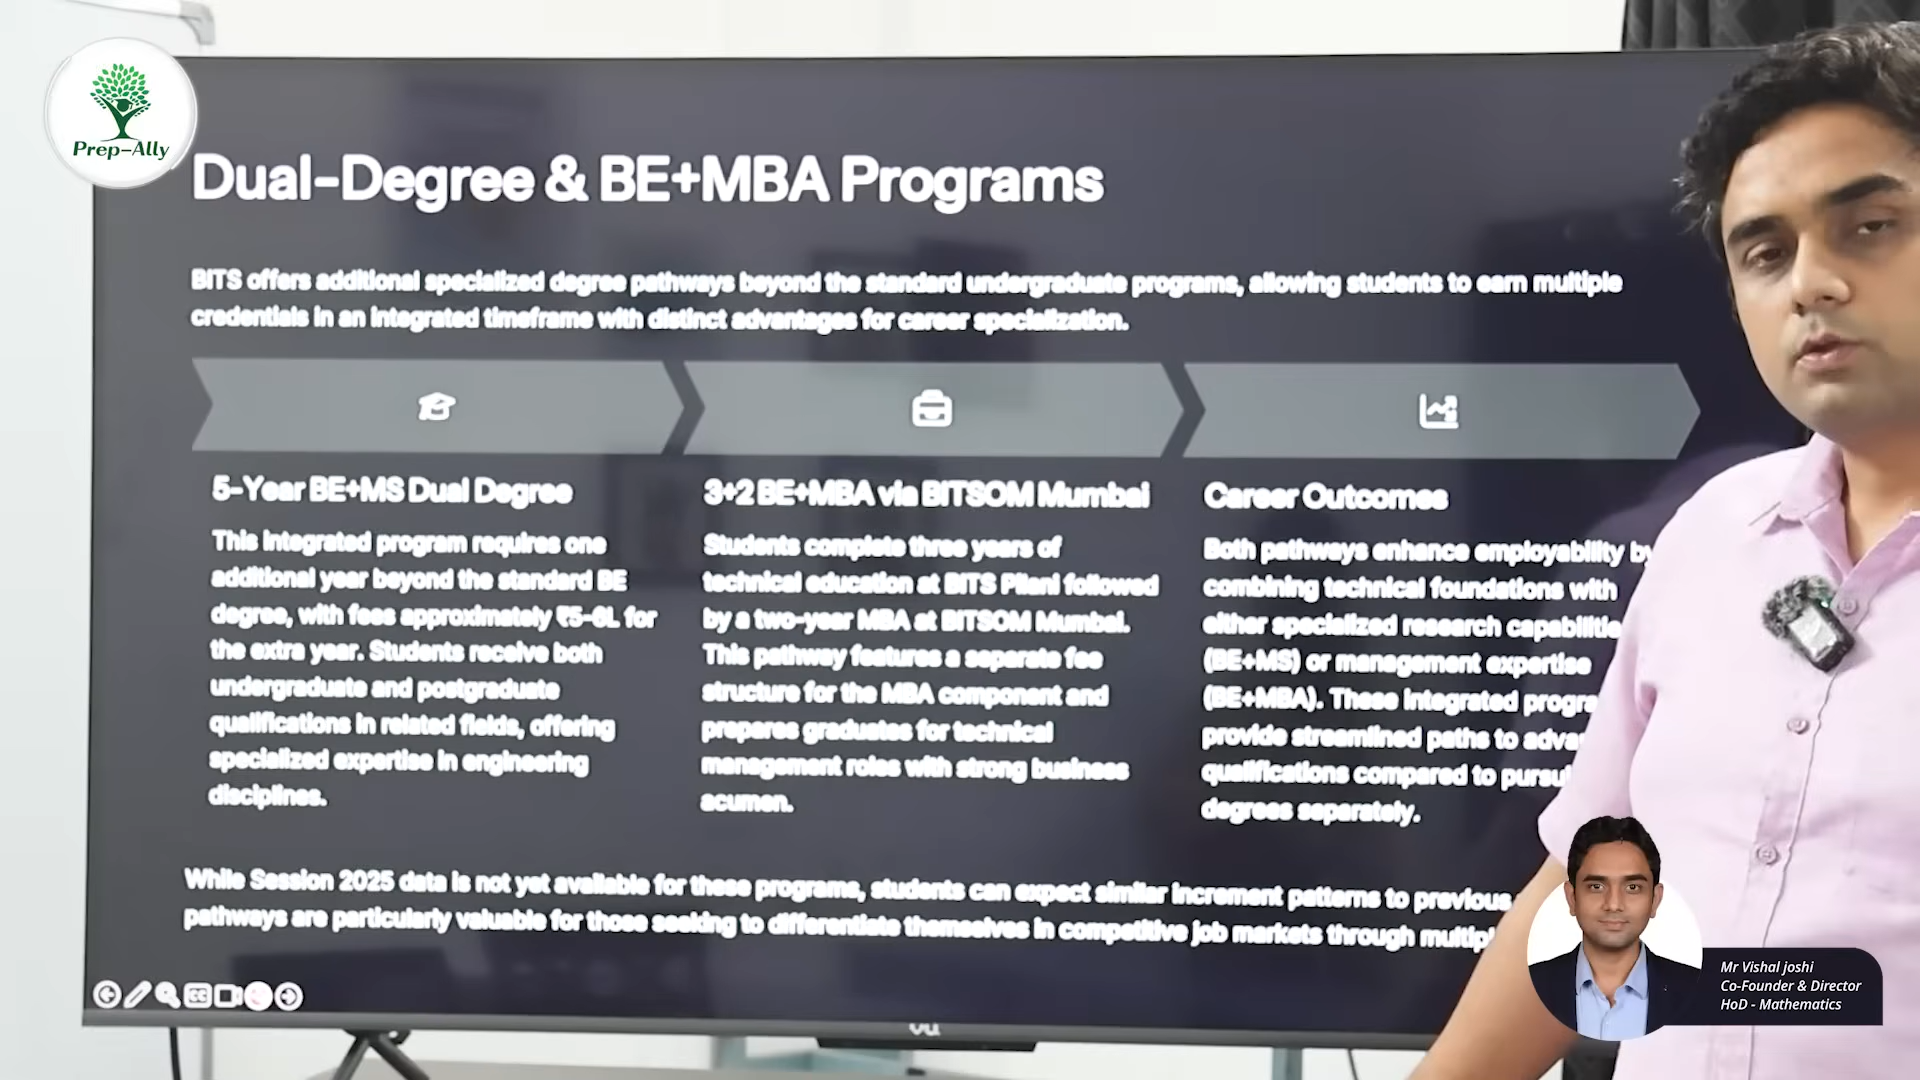 Prep-Ally
Dual-Degree & BE+MBA Programs
BITS offers additional specialized degree pathways beyond the standard undergraduate programs, allowing students to earn multiple
credentials in an integrated timeframe with distinct advantages for career specialization.
5-Year BE+MS Dual Degree
This integrated program requires one
additional year beyond the standard BE
degree, with fees approximately ₹5-6L for
the extra year. Students receive both
undergraduate and postgraduate
qualifications in related fields, offering
specialized expertise in engineering
disciplines.
3+2 BE+MBA via BITSOM Mumbai
Students complete three years of
technical education at BITS Pilani followed
by a two-year MBA at BITSOM Mumbai.
This pathway features a separate fee
structure for the MBA component and
prepares graduates for technical
management roles with strong business
acumen.
Career Outcomes
Both pathways enhance employability by
combining technical foundations with
either specialized research
(BE+MS) or management expertise
(BE+MBA). These integrated
provide streamlined paths to
qualifications compared to
degrees separately.
While Session 2025 data is not yet available for these programs, students can expect similar increment patterns to previous
pathways are particularly valuable for those seeking to differentiate themselves in competitive job markets through
CC
Vu
Mr Vishal joshi
Co-Founder & Director
HoD - Mathematics